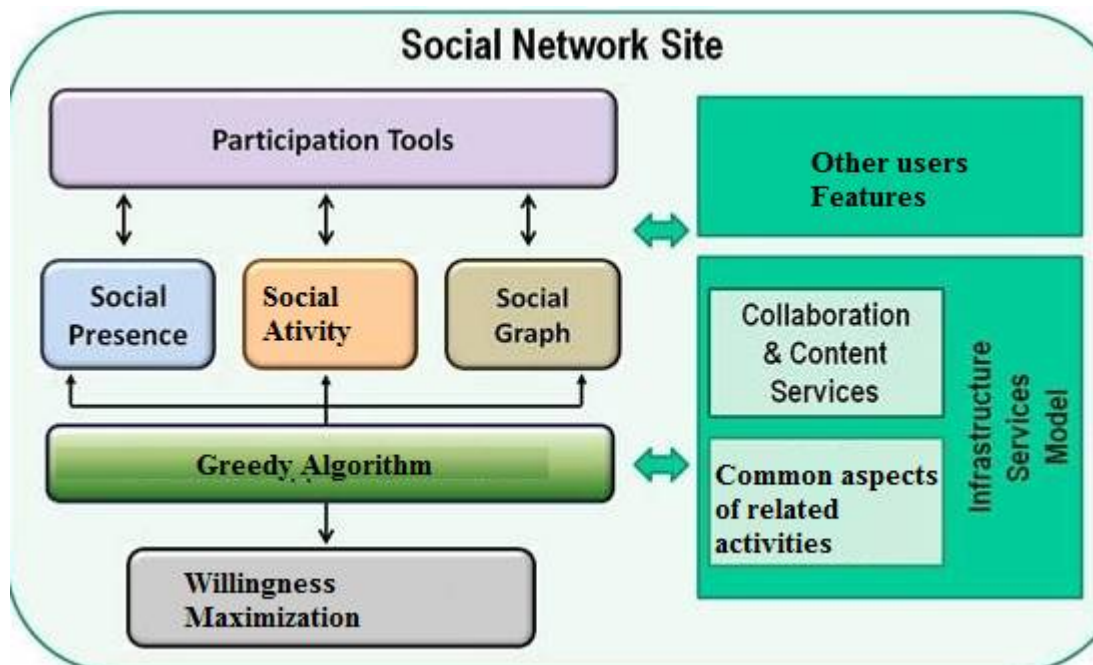 Social Network Site
Participation Tools
Other users
Features
Social
Presence
Social
Ativity
Social
Graph
Collaboration
& Content
Services
Infrastructure
Services
Model
Greedy Algorithm
Common aspects
of related
activities
Willingness
Maximization